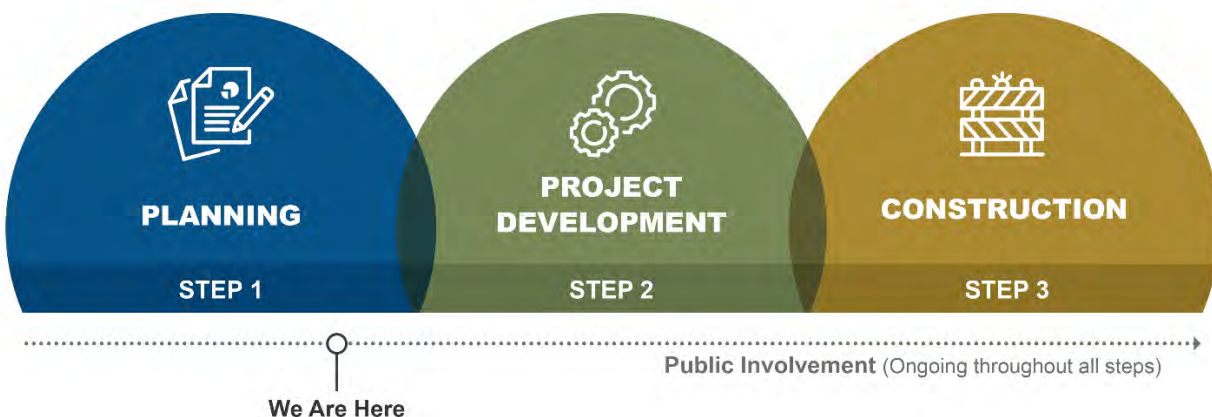 PLANNING
STEP 1
PROJECT
DEVELOPMENT
STEP 2
CONSTRUCTION
STEP 3
Public Involvement (Ongoing throughout all steps)
We Are Here